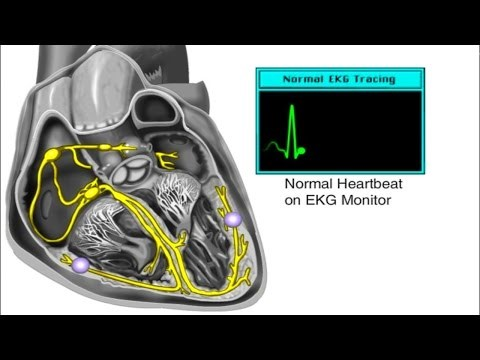 Normal EKG Tracing
Normal Heartbeat
on EKG Monitor